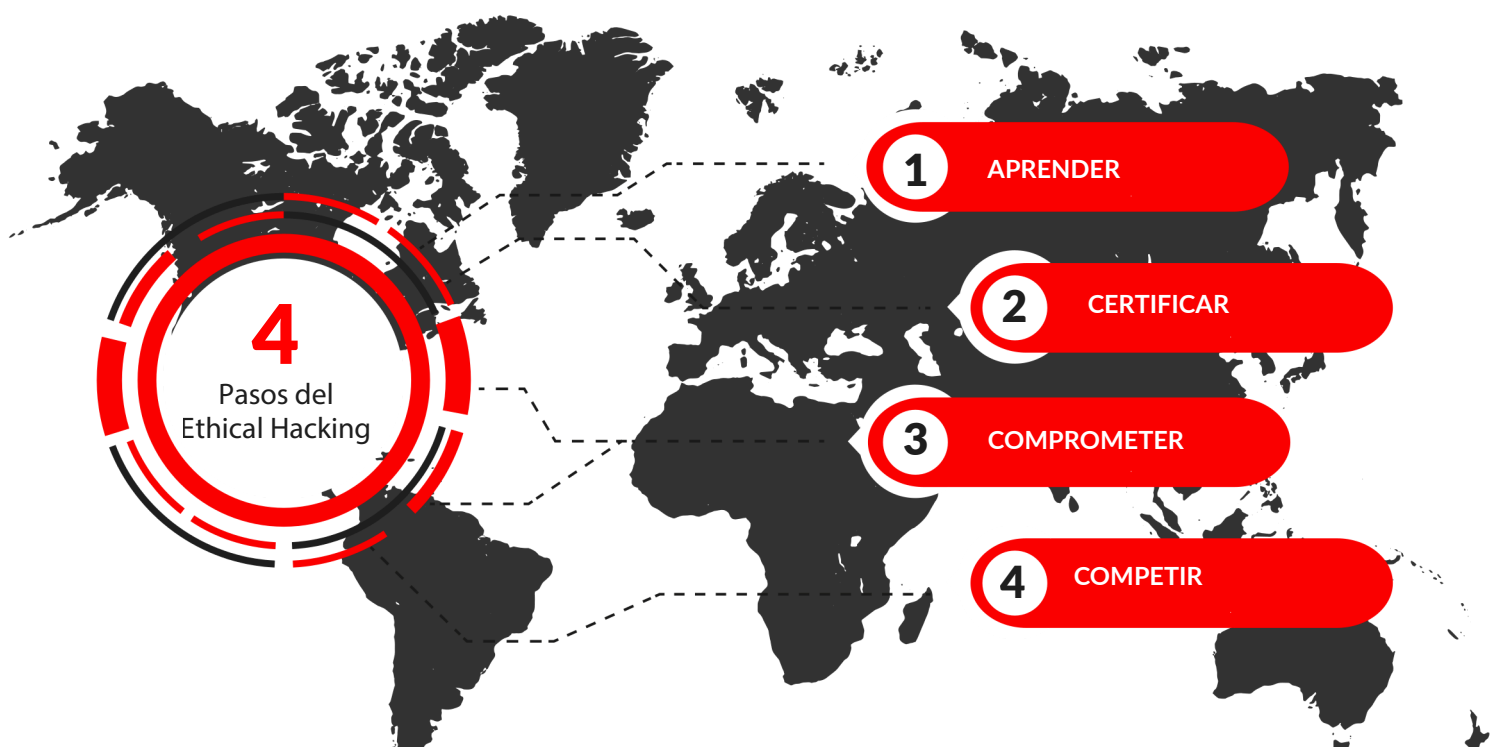 4
Pasos del
Ethical Hacking
1
APRENDER
2
CERTIFICAR
3
COMPROMETER
4
COMPETIR